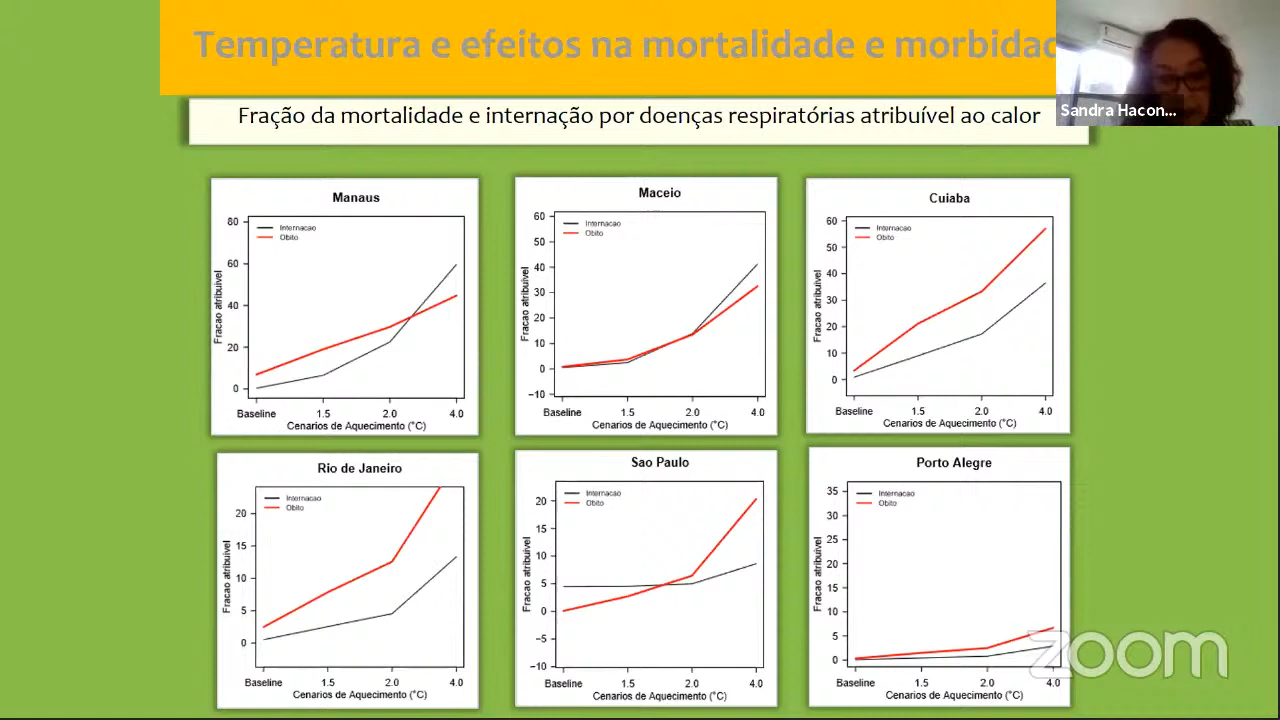 Temperatura e efeitos na mortalidade e morbidad
Fração da mortalidade e internação por doenças respiratórias atribuível ao calor
Sandra Hacon...
Manaus
Internacao
Obito
Fracao atribuivel
80
60
40
20
0
Baseline 1.5 2.0 4.0
Cenarios de Aquecimento (°C)
Maceio
Internacao
Obito
Fracao atribuivel
60
50
40
30
20
10
0
−10
Baseline 1.5 2.0 4.0
Cenarios de Aquecimento (°C)
Cuiaba
Internacao
Obito
Fracao atribuivel
60
50
40
30
20
10
0
Baseline 1.5 2.0 4.0
Cenarios de Aquecimento (°C)
Rio de Janeiro
Internacao
Obito
Fracao atribuivel
20
15
10
5
0
Baseline 1.5 2.0 4.0
Cenarios de Aquecimento (°C)
Sao Paulo
Internacao
Obito
Fracao atribuivel
20
15
10
5
0
−5
−10
Baseline 1.5 2.0 4.0
Cenarios de Aquecimento (°C)
Porto Alegre
Internacao
Obito
Fracao atribuivel
35
30
25
20
15
10
5
0
Baseline 1.5 2.0 4.0
Cenarios de Aquecimento (°C)
zoom